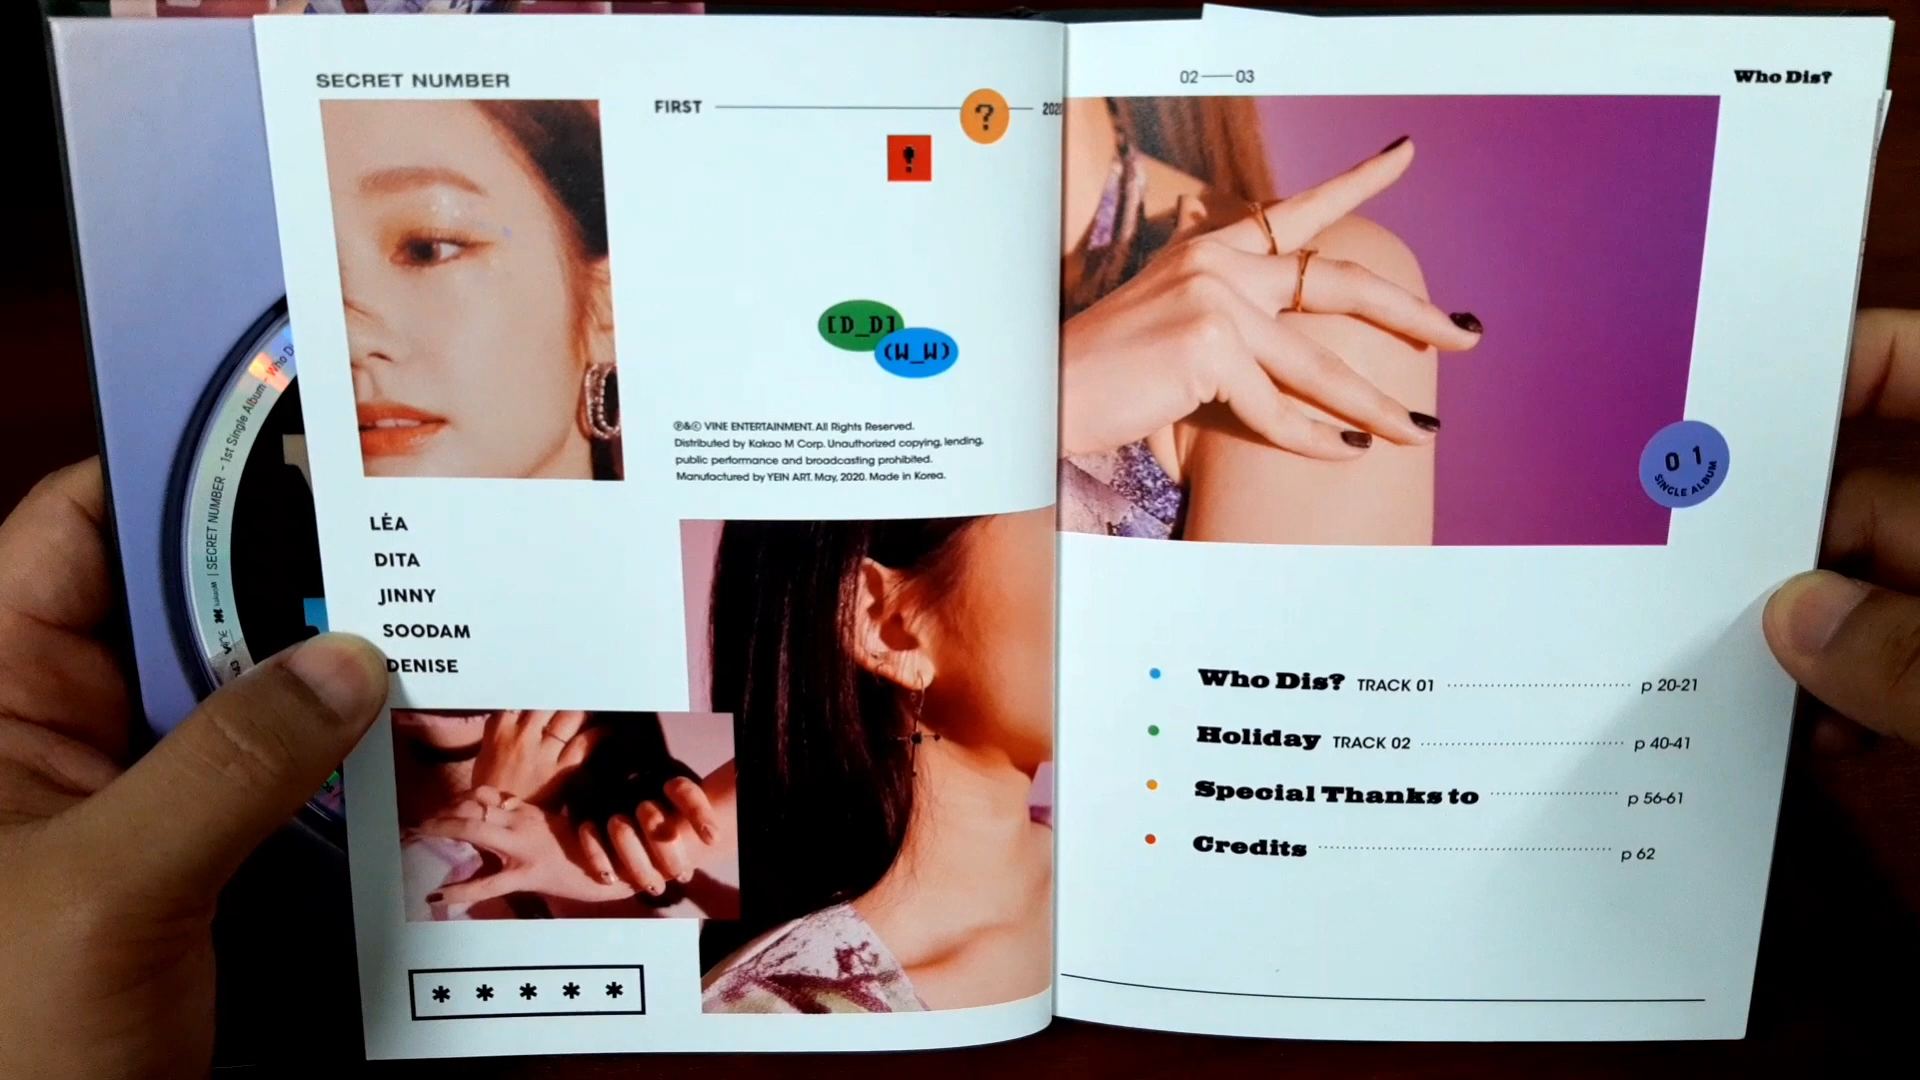 SECRET NUMBER
FIRST
?
!
[D_D]
(W_W)
℗&© VINE ENTERTAINMENT. All Rights Reserved.
Distributed by Kakao M Corp. Unauthorized copying, lending,
public performance and broadcasting prohibited.
Manufactured by YEIN ART. May, 2020. Made in Korea.
LÉA
DITA
JINNY
SOODAM
DENISE
* * * * *
| SECRET NUMBER - 1st Single Album - Who D
02 — 03
Who Dis?
01
SINGLE ALBUM
Who Dis? TRACK 01 p 20-21
Holiday TRACK 02 p 40-41
Special Thanks to p 56-61
Credits p 62